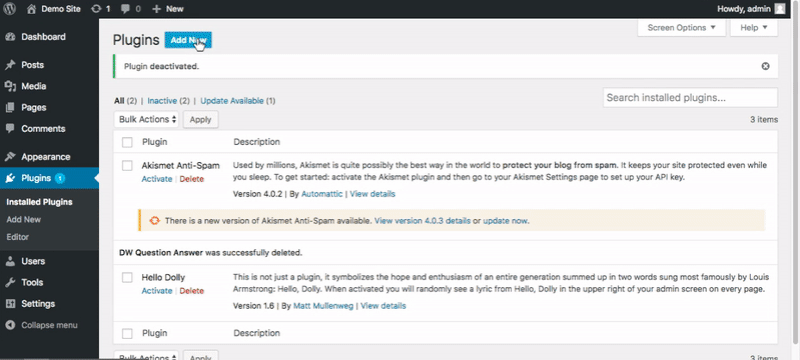 Demo Site 1 0 + New Howdy, admin
Dashboard
Posts
Media
Pages
Comments
Appearance
Plugins 1
Installed Plugins
Add New
Editor
Users
Tools
Settings
Collapse menu
Screen Options Help
Plugins Add New
Plugin deactivated.
All (2) | Inactive (2) | Update Available (1)
Search installed plugins...
Bulk Actions Apply 3 items
Plugin Description
Akismet Anti-Spam
Activate | Delete
Used by millions, Akismet is quite possibly the best way in the world to protect your blog from spam. It keeps your site protected even while
you sleep. To get started: activate the Akismet plugin and then go to your Akismet Settings page to set up your API key.
Version 4.0.2 | By Automattic | View details
There is a new version of Akismet Anti-Spam available. View version 4.0.3 details or update now.
DW Question Answer was successfully deleted.
Hello Dolly
Activate | Delete
This is not just a plugin, it symbolizes the hope and enthusiasm of an entire generation summed up in two words sung most famously by Louis
Armstrong: Hello, Dolly. When activated you will randomly see a lyric from Hello, Dolly in the upper right of your admin screen on every page.
Version 1.6 | By Matt Mullenweg | View details
Plugin Description
Bulk Actions Apply 3 items